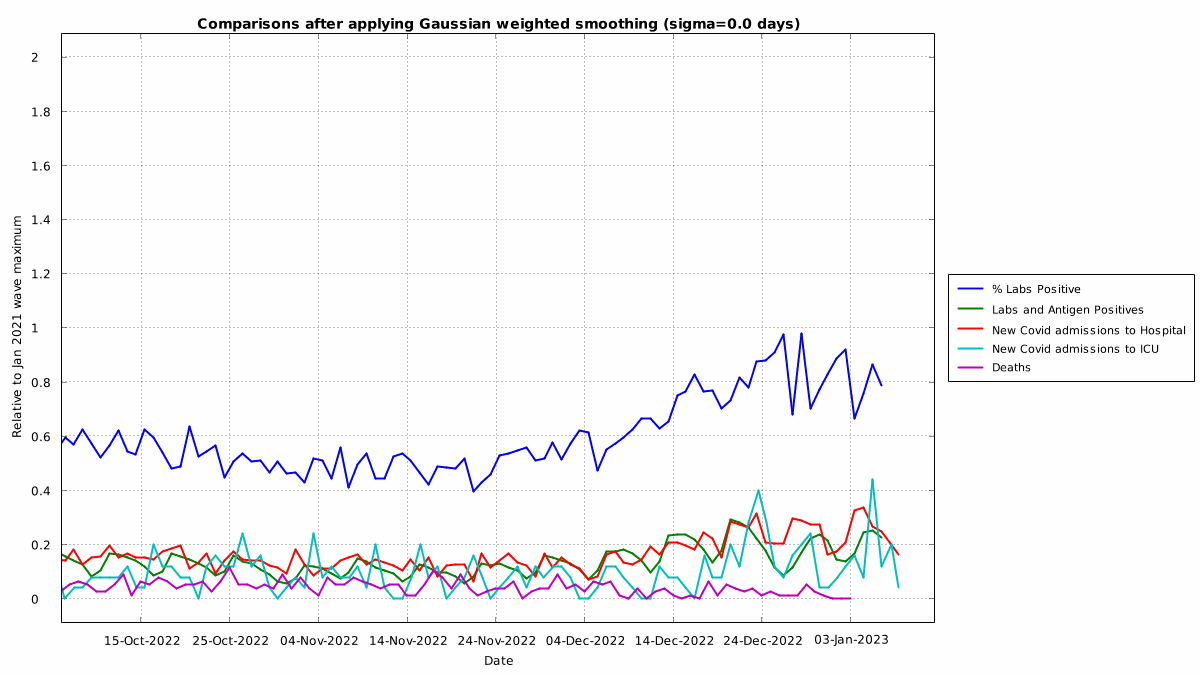 Comparisons after applying Gaussian weighted smoothing (sigma=0.0 days)
Relative to Jan 2021 wave maximum
2
1.8
1.6
1.4
1.2
1
0.8
0.6
0.4
0.2
0
15-Oct-2022 25-Oct-2022 04-Nov-2022 14-Nov-2022 24-Nov-2022 04-Dec-2022 14-Dec-2022 24-Dec-2022 03-Jan-2023
Date
% Labs Positive
Labs and Antigen Positives
New Covid admissions to Hospital
New Covid admissions to ICU
Deaths